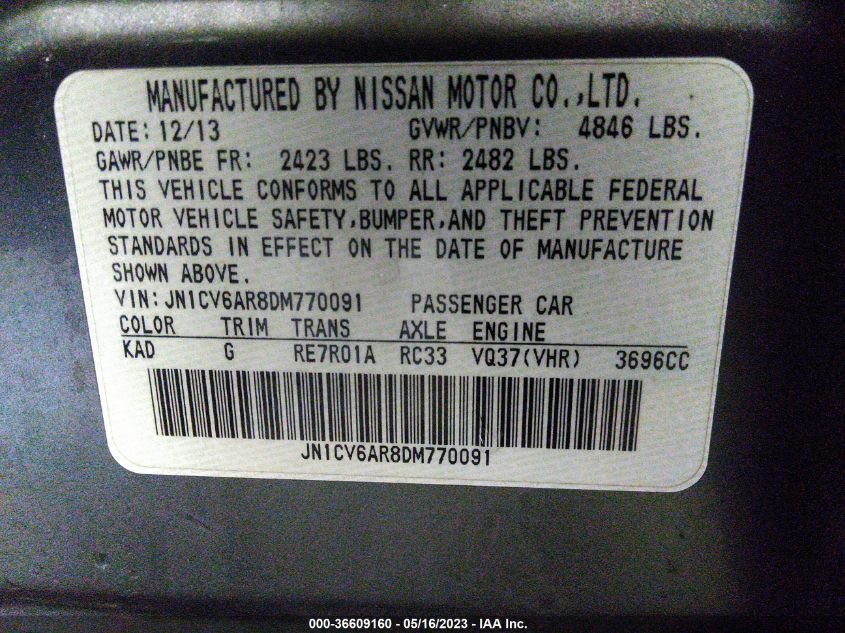 MANUFACTURED BY NISSAN MOTOR CO.,LTD.
DATE: 12/13 GVWR/PNBV: 4846 LBS.
GAWR/PNBE FR: 2423 LBS. RR: 2482 LBS.
THIS VEHICLE CONFORMS TO ALL APPLICABLE FEDERAL
MOTOR VEHICLE SAFETY,BUMPER,AND THEFT PREVENTION
STANDARDS IN EFFECT ON THE DATE OF MANUFACTURE
SHOWN ABOVE.
VIN: JN1CV6AR8DM770091 PASSENGER CAR
COLOR TRIM TRANS AXLE ENGINE
KAD G RE7R01A RC33 VQ37(VHR) 3696CC
JN1CV6AR8DM770091
000-36609160 - 05/16/2023 - IAA Inc.